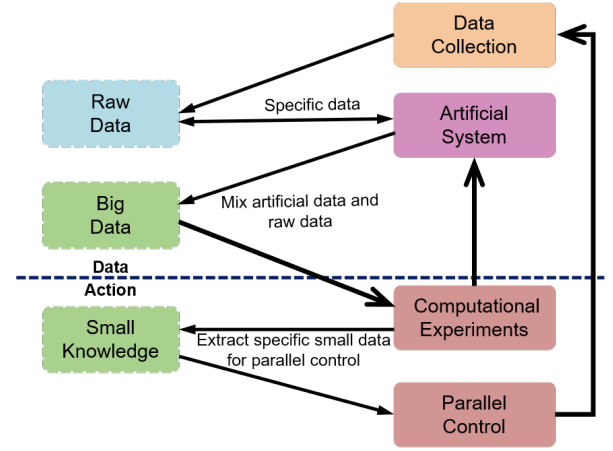 Data
Collection
Raw
Data
Specific data
Artificial
System
Big
Data
Mix artificial data and
raw data
Data
Action
Small
Knowledge
Extract specific small data
for parallel control
Computational
Experiments
Parallel
Control